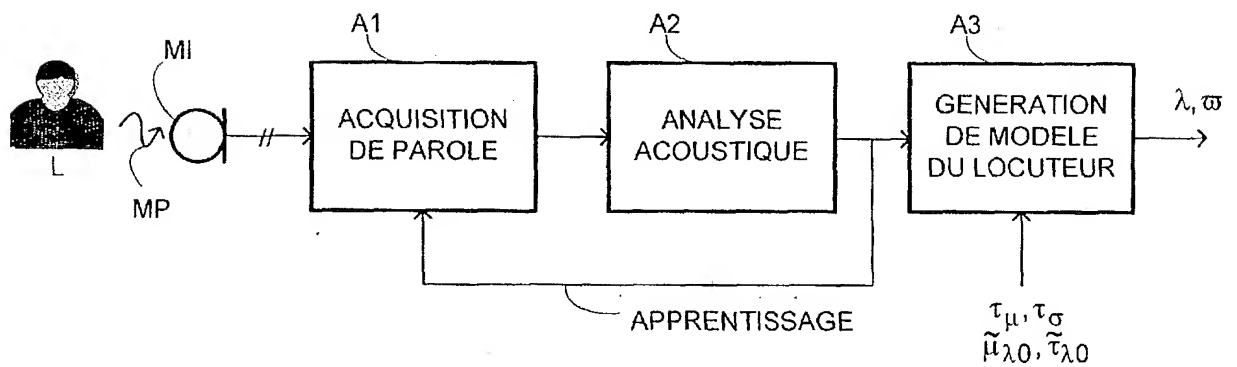 A1
A2
A3
MI
L
MP
ACQUISITION
DE PAROLE
ANALYSE
ACOUSTIQUE
GENERATION
DE MODELE
DU LOCUTEUR
λ, ϖ
APPRENTISSAGE
τμ, τσ
μ̃λ0, τ̃λ0